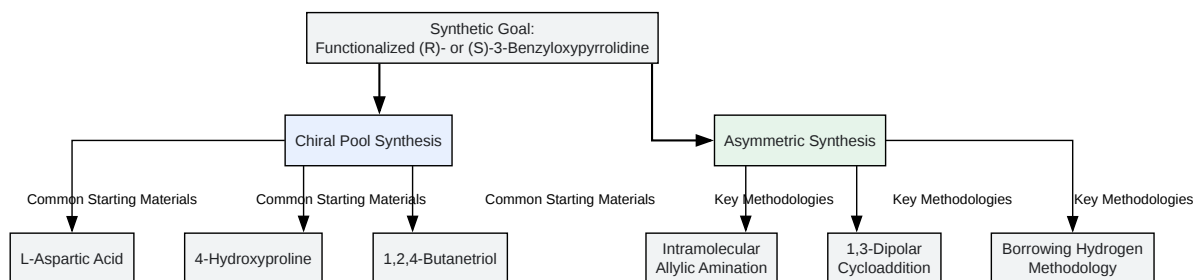 Synthetic Goal:
Functionalized (R)- or (S)-3-Benzyloxypyrrolidine
Chiral Pool Synthesis
Asymmetric Synthesis
Common Starting Materials
Common Starting Materials
Common Starting Materials
Key Methodologies
Key Methodologies
Key Methodologies
L-Aspartic Acid
4-Hydroxyproline
1,2,4-Butanetriol
Intramolecular
Allylic Amination
1,3-Dipolar
Cycloaddition
Borrowing Hydrogen
Methodology